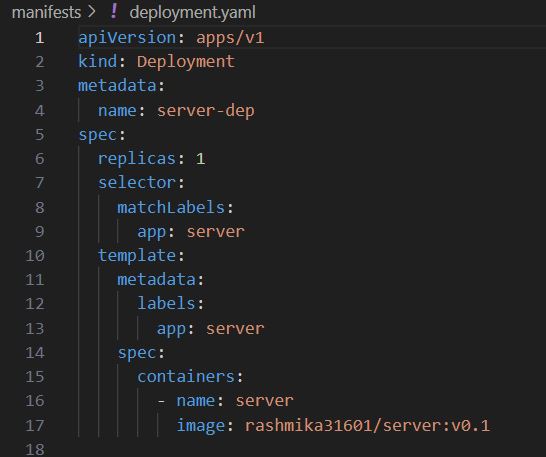 manifests > ! deployment.yaml
1 apiVersion: apps/v1
2 kind: Deployment
3 metadata:
4   name: server-dep
5 spec:
6   replicas: 1
7   selector:
8     matchLabels:
9       app: server
10   template:
11     metadata:
12       labels:
13         app: server
14     spec:
15       containers:
16         - name: server
17           image: rashmika31601/server:v0.1
18